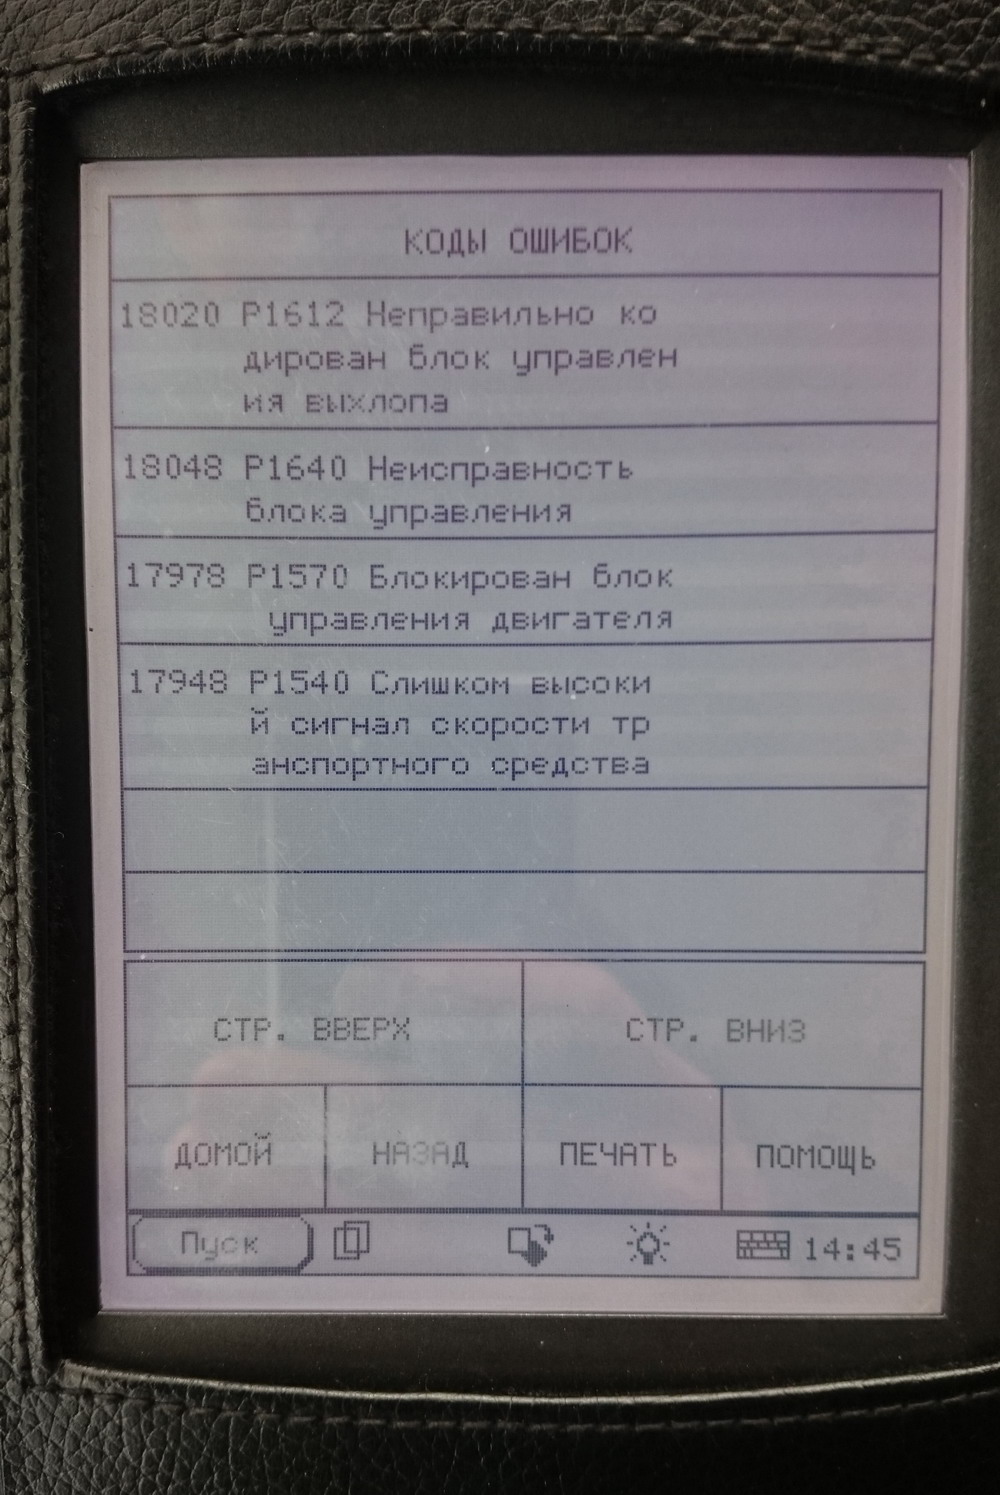 КОДЫ ОШИБОК
18020 P1612 Неправильно ко
дирован блок управлен
ия выхлопа
18048 P1640 Неисправность
блока управления
17978 P1570 Блокирован блок
управления двигателя
17948 P1540 Слишком высоки
й сигнал скорости тр
анспортного средства
СТР. ВВЕРХ СТР. ВНИЗ
ДОМОЙ НАЗАД ПЕЧАТЬ ПОМОЩЬ
Пуск 14:45